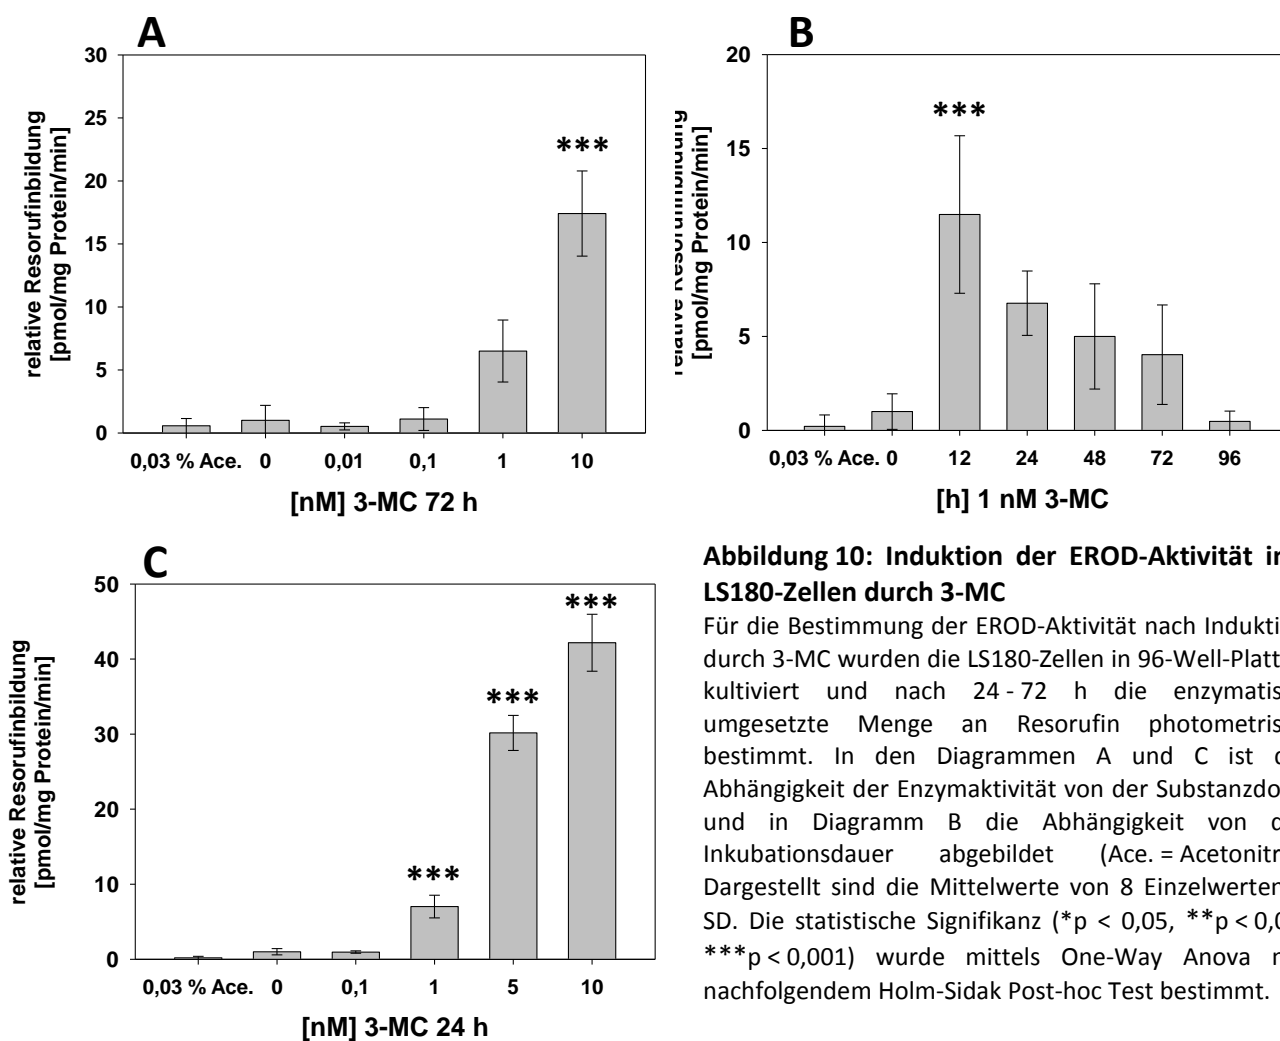 A
30
25
20
15
10
5
0
relative Resorufinbildung
[pmol/mg Protein/min]
***
0,03 % Ace. 0 0,01 0,1 1 10
[nM] 3-MC 72 h
B
20
15
10
5
0
relative Resorufinbildung
[pmol/mg Protein/min]
***
0,03 % Ace. 0 12 24 48 72 96
[h] 1 nM 3-MC
C
50
40
30
20
10
0
relative Resorufinbildung
[pmol/mg Protein/min]
***
***
***
0,03 % Ace. 0 0,1 1 5 10
[nM] 3-MC 24 h
Abbildung 10: Induktion der EROD-Aktivität in
LS180-Zellen durch 3-MC
Für die Bestimmung der EROD-Aktivität nach Indukti
durch 3-MC wurden die LS180-Zellen in 96-Well-Platt
kultiviert und nach 24 - 72 h die enzymatis
umgesetzte Menge an Resorufin photometris
bestimmt. In den Diagrammen A und C ist d
Abhängigkeit der Enzymaktivität von der Substanzdo
und in Diagramm B die Abhängigkeit von d
Inkubationsdauer abgebildet (Ace. = Acetonitr
Dargestellt sind die Mittelwerte von 8 Einzelwerten
SD. Die statistische Signifikanz (*p < 0,05, **p < 0,0
***p < 0,001) wurde mittels One-Way Anova n
nachfolgendem Holm-Sidak Post-hoc Test bestimmt.